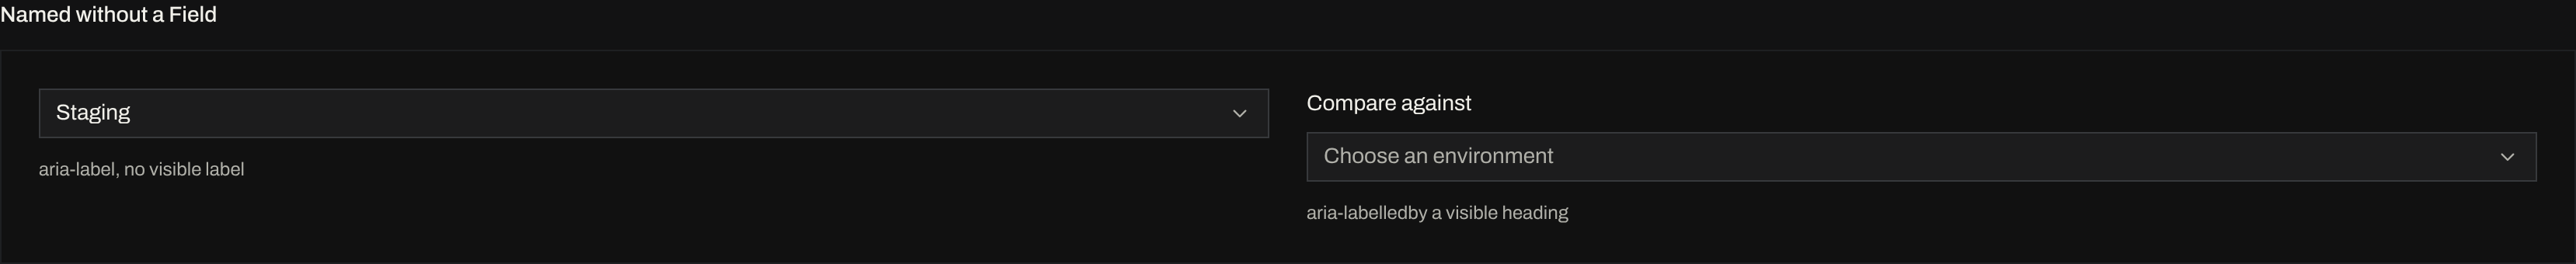 Named without a Field
Staging
aria-label, no visible label
Compare against
Choose an environment
aria-labelledby a visible heading